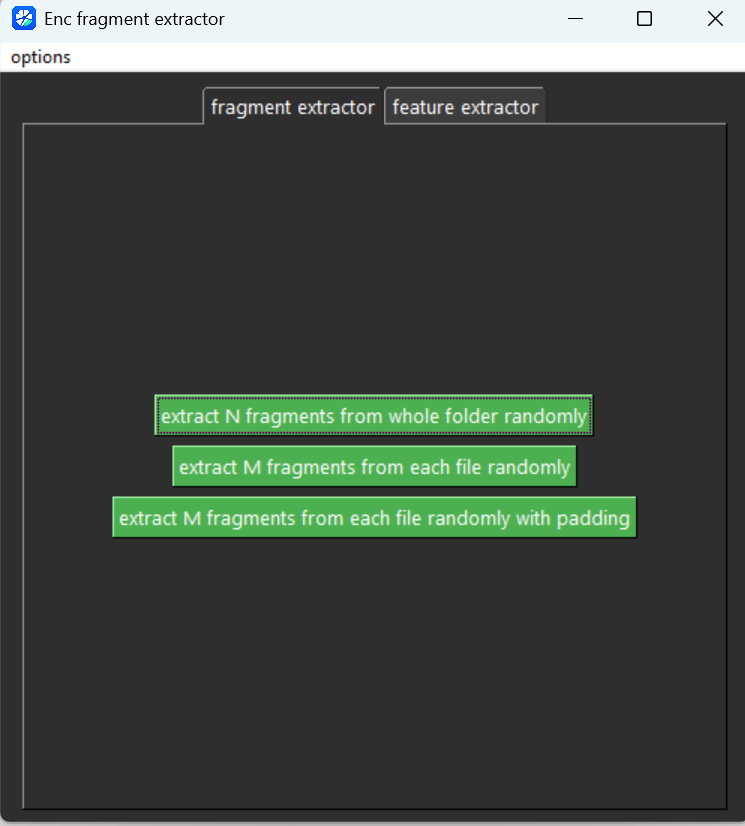 Enc fragment extractor
options
fragment extractor feature extractor
extract N fragments from whole folder randomly
extract M fragments from each file randomly
extract M fragments from each file randomly with padding